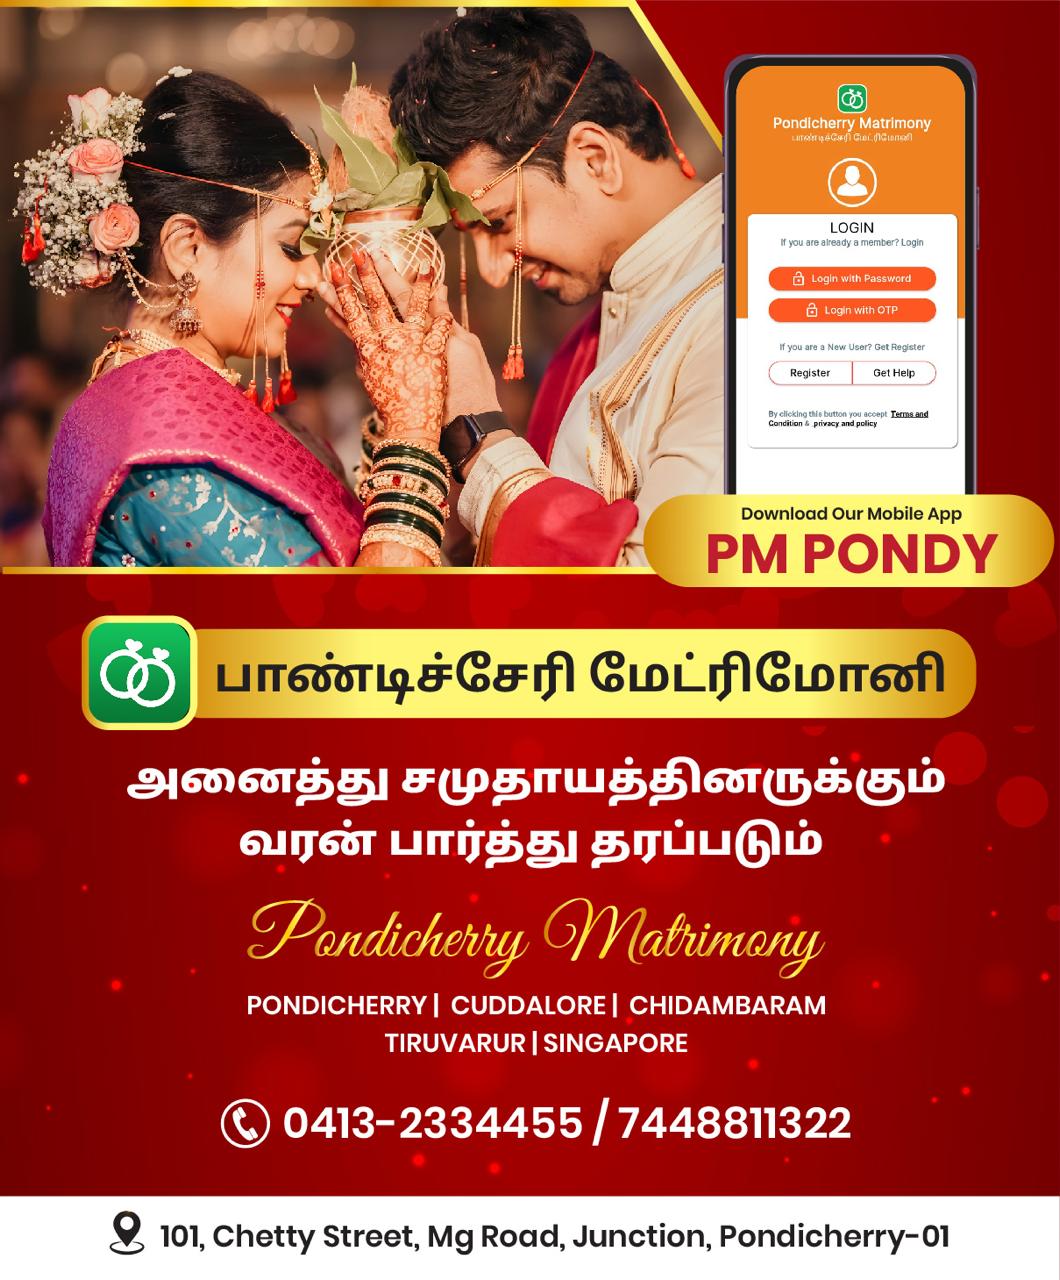 Pondicherry Matrimony
பாண்டிச்சேரி மேட்ரிமோனி
LOGIN
If you are already a member? Login
Login with Password
Login with OTP
If you are a New User? Get Register
Register Get Help
By clicking this button you accept Terms and
Condition & privacy and policy
Download Our Mobile App
PM PONDY
பாண்டிச்சேரி மேட்ரிமோனி
அனைத்து சமுதாயத்தினருக்கும்
வரன் பார்த்து தரப்படும்
Pondicherry Matrimony
PONDICHERRY | CUDDALORE | CHIDAMBARAM
TIRUVARUR | SINGAPORE
0413-2334455 / 7448811322
101, Chetty Street, Mg Road, Junction, Pondicherry-01